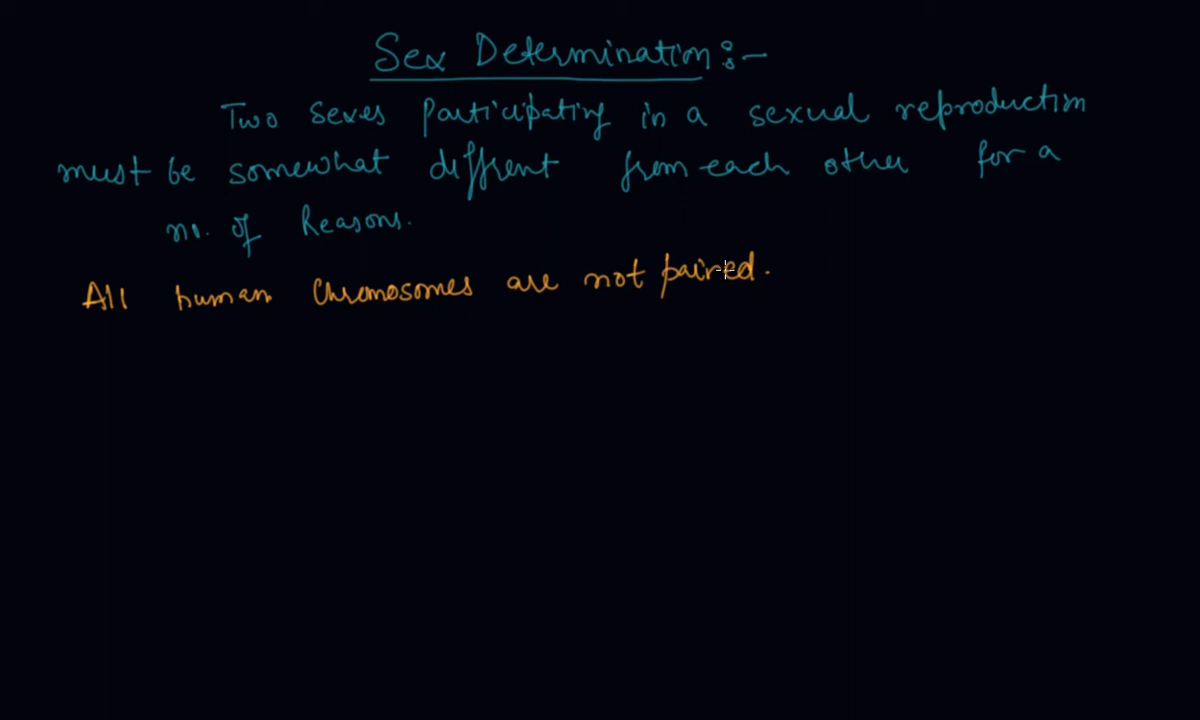 Sex Determination :-
Two sexes participating in a sexual reproduction
must be somewhat diffrent from each other for a
no. of Reasons.
All human Chromosomes are not paired.